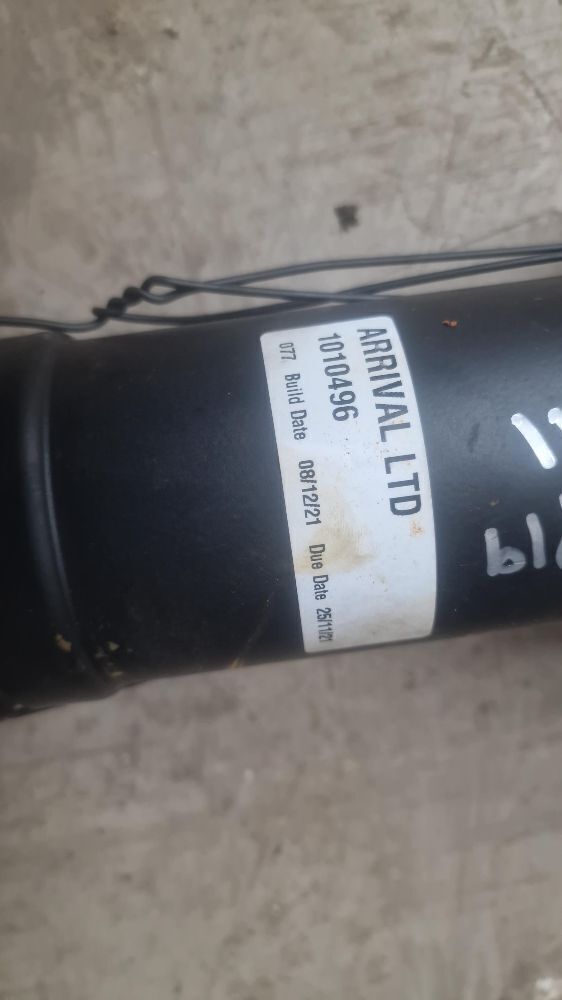 ARRIVAL LTD
1010496
077 Build Date 08/12/21 Due Date 25/11/21